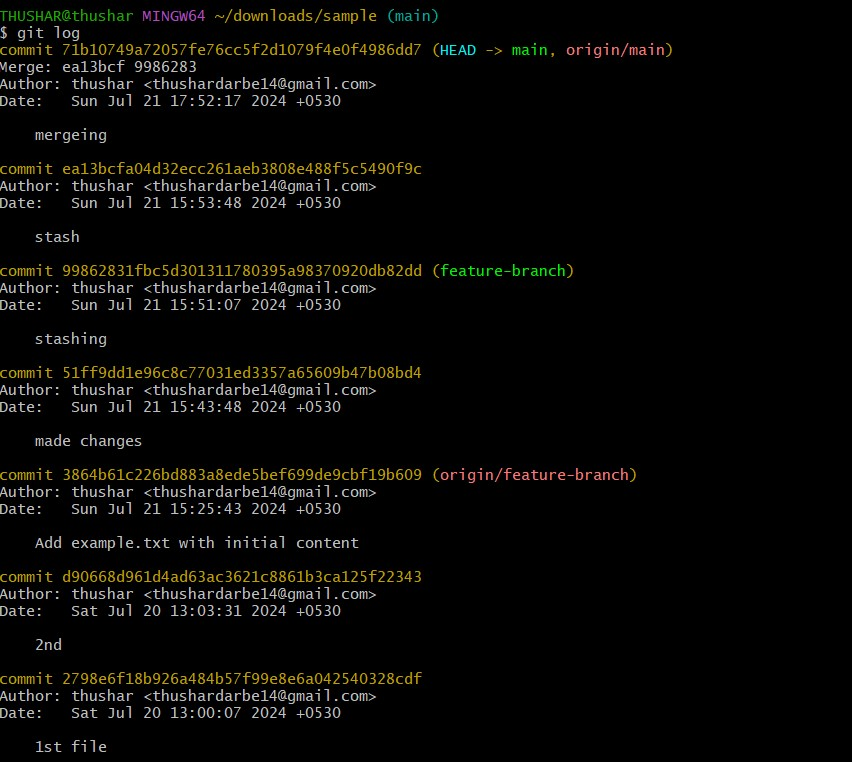 THUSHAR@thushar MINGW64 ~/downloads/sample (main)
$ git log
commit 71b10749a72057fe76cc5f2d1079f4e0f4986dd7 (HEAD -> main, origin/main)
Merge: ea13bcf 9986283
Author: thushar <thushardarbe14@gmail.com>
Date:   Sun Jul 21 17:52:17 2024 +0530

    mergeing

commit ea13bcfa04d32ecc261aeb3808e488f5c5490f9c
Author: thushar <thushardarbe14@gmail.com>
Date:   Sun Jul 21 15:53:48 2024 +0530

    stash

commit 99862831fbc5d301311780395a98370920db82dd (feature-branch)
Author: thushar <thushardarbe14@gmail.com>
Date:   Sun Jul 21 15:51:07 2024 +0530

    stashing

commit 51ff9dd1e96c8c77031ed3357a65609b47b08bd4
Author: thushar <thushardarbe14@gmail.com>
Date:   Sun Jul 21 15:43:48 2024 +0530

    made changes

commit 3864b61c226bd883a8ede5bef699de9cbf19b609 (origin/feature-branch)
Author: thushar <thushardarbe14@gmail.com>
Date:   Sun Jul 21 15:25:43 2024 +0530

    Add example.txt with initial content

commit d90668d961d4ad63ac3621c8861b3ca125f22343
Author: thushar <thushardarbe14@gmail.com>
Date:   Sat Jul 20 13:03:31 2024 +0530

    2nd

commit 2798e6f18b926a484b57f99e8e6a042540328cdf
Author: thushar <thushardarbe14@gmail.com>
Date:   Sat Jul 20 13:00:07 2024 +0530

    1st file